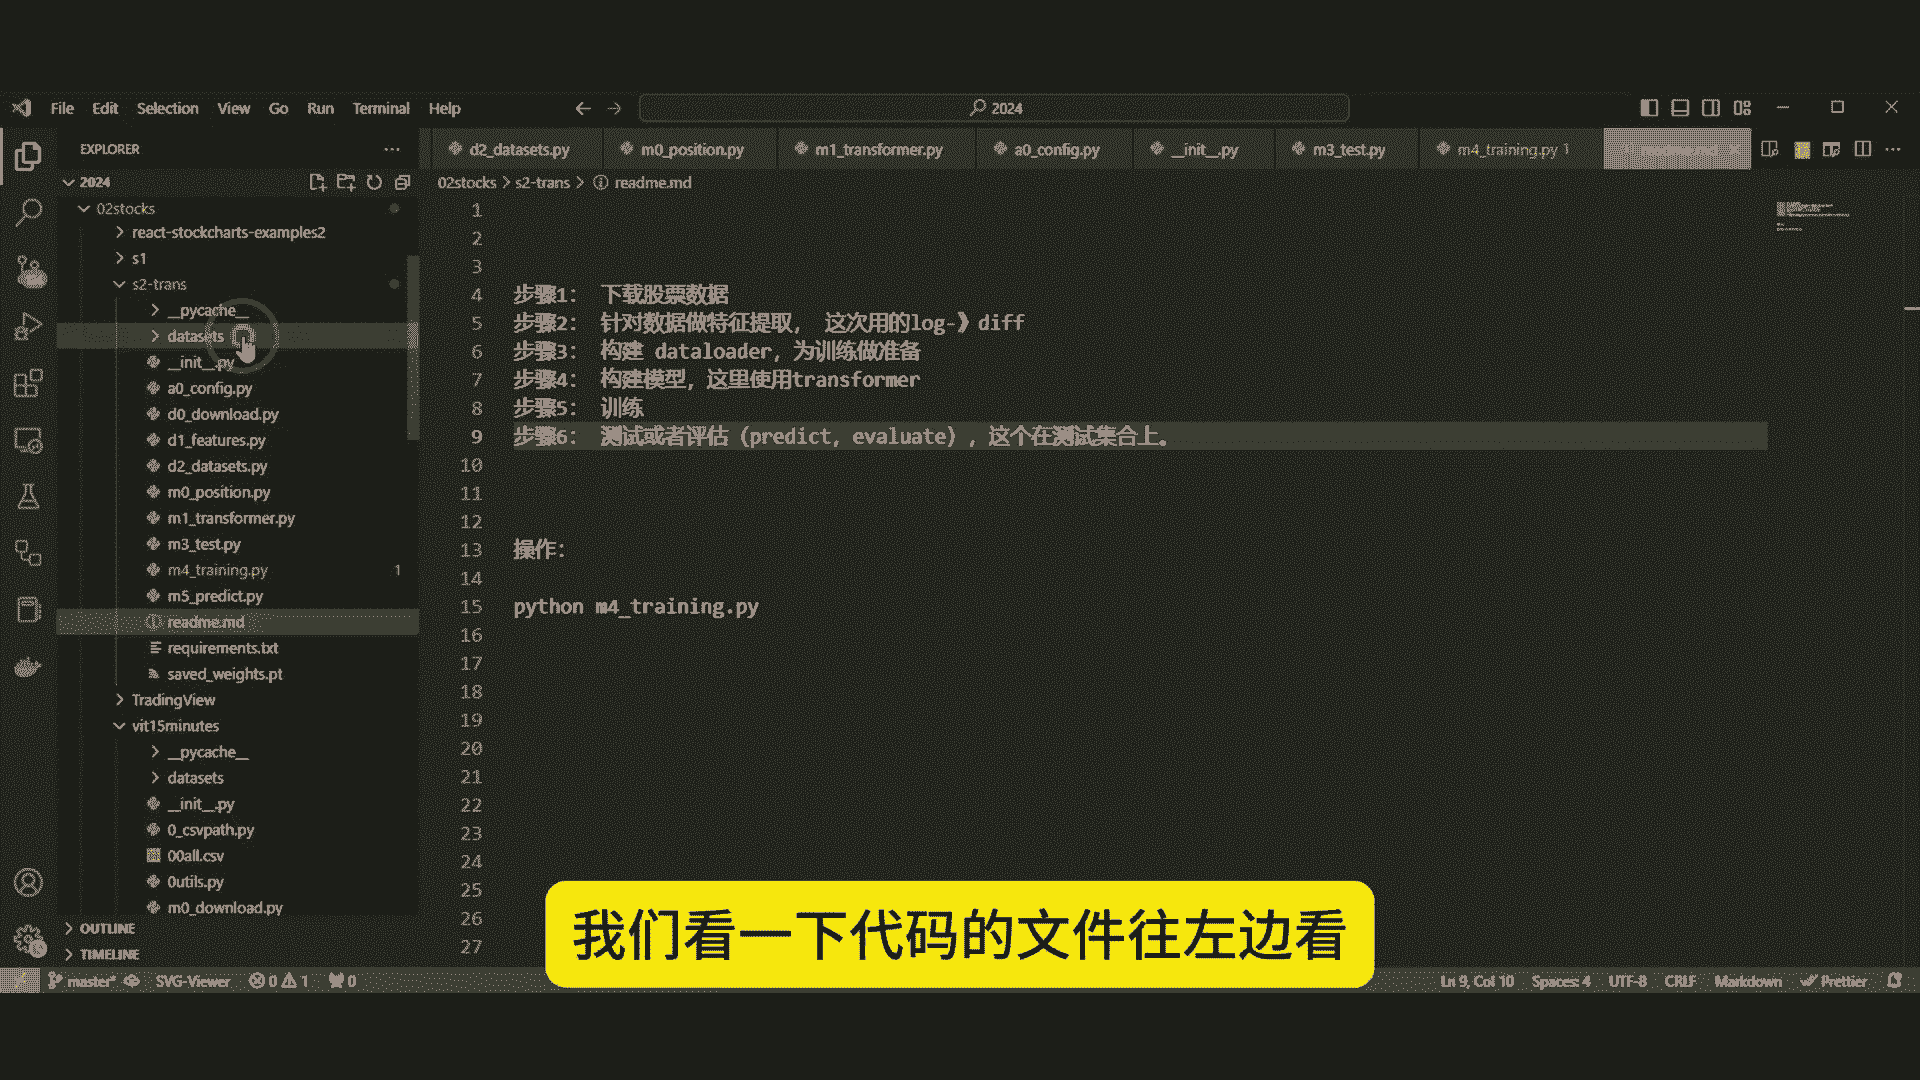 File Edit Selection View Go Run Terminal Help
2024
EXPLORER
d2_datasets.py
m0_position.py
m1_transformer.py
a0_config.py
__init__.py
m3_test.py
m4_training.py 1
readme.md
2024
02stocks > s2-trans > readme.md
02stocks
react-stockcharts-examples2
s1
s2-trans
__pycache__
datasets
__init__.py
a0_config.py
d0_download.py
d1_features.py
d2_datasets.py
m0_position.py
m1_transformer.py
m3_test.py
m4_training.py 1
m5_predict.py
readme.md
requirements.txt
saved_weights.pt
TradingView
vit15minutes
__pycache__
datasets
__init__.py
0_csvpath.py
00all.csv
0utils.py
m0_download.py
OUTLINE
TIMELINE
1
2
3
4 步骤1： 下载股票数据
5 步骤2： 针对数据做特征提取， 这次用的log-》diff
6 步骤3： 构建 dataloader，为训练做准备
7 步骤4： 构建模型，这里使用transformer
8 步骤5： 训练
9 步骤6： 测试或者评估（predict, evaluate），这个在测试集合上。
10
11
12
13 操作：
14
15 python m4_training.py
16
17
18
19
20
21
22
23
24
25
26
27
我们看一下代码的文件往左边看
master* SVG-Viewer 0 1 0
Ln 9, Col 10 Spaces: 4 UTF-8 CRLF Markdown Prettier